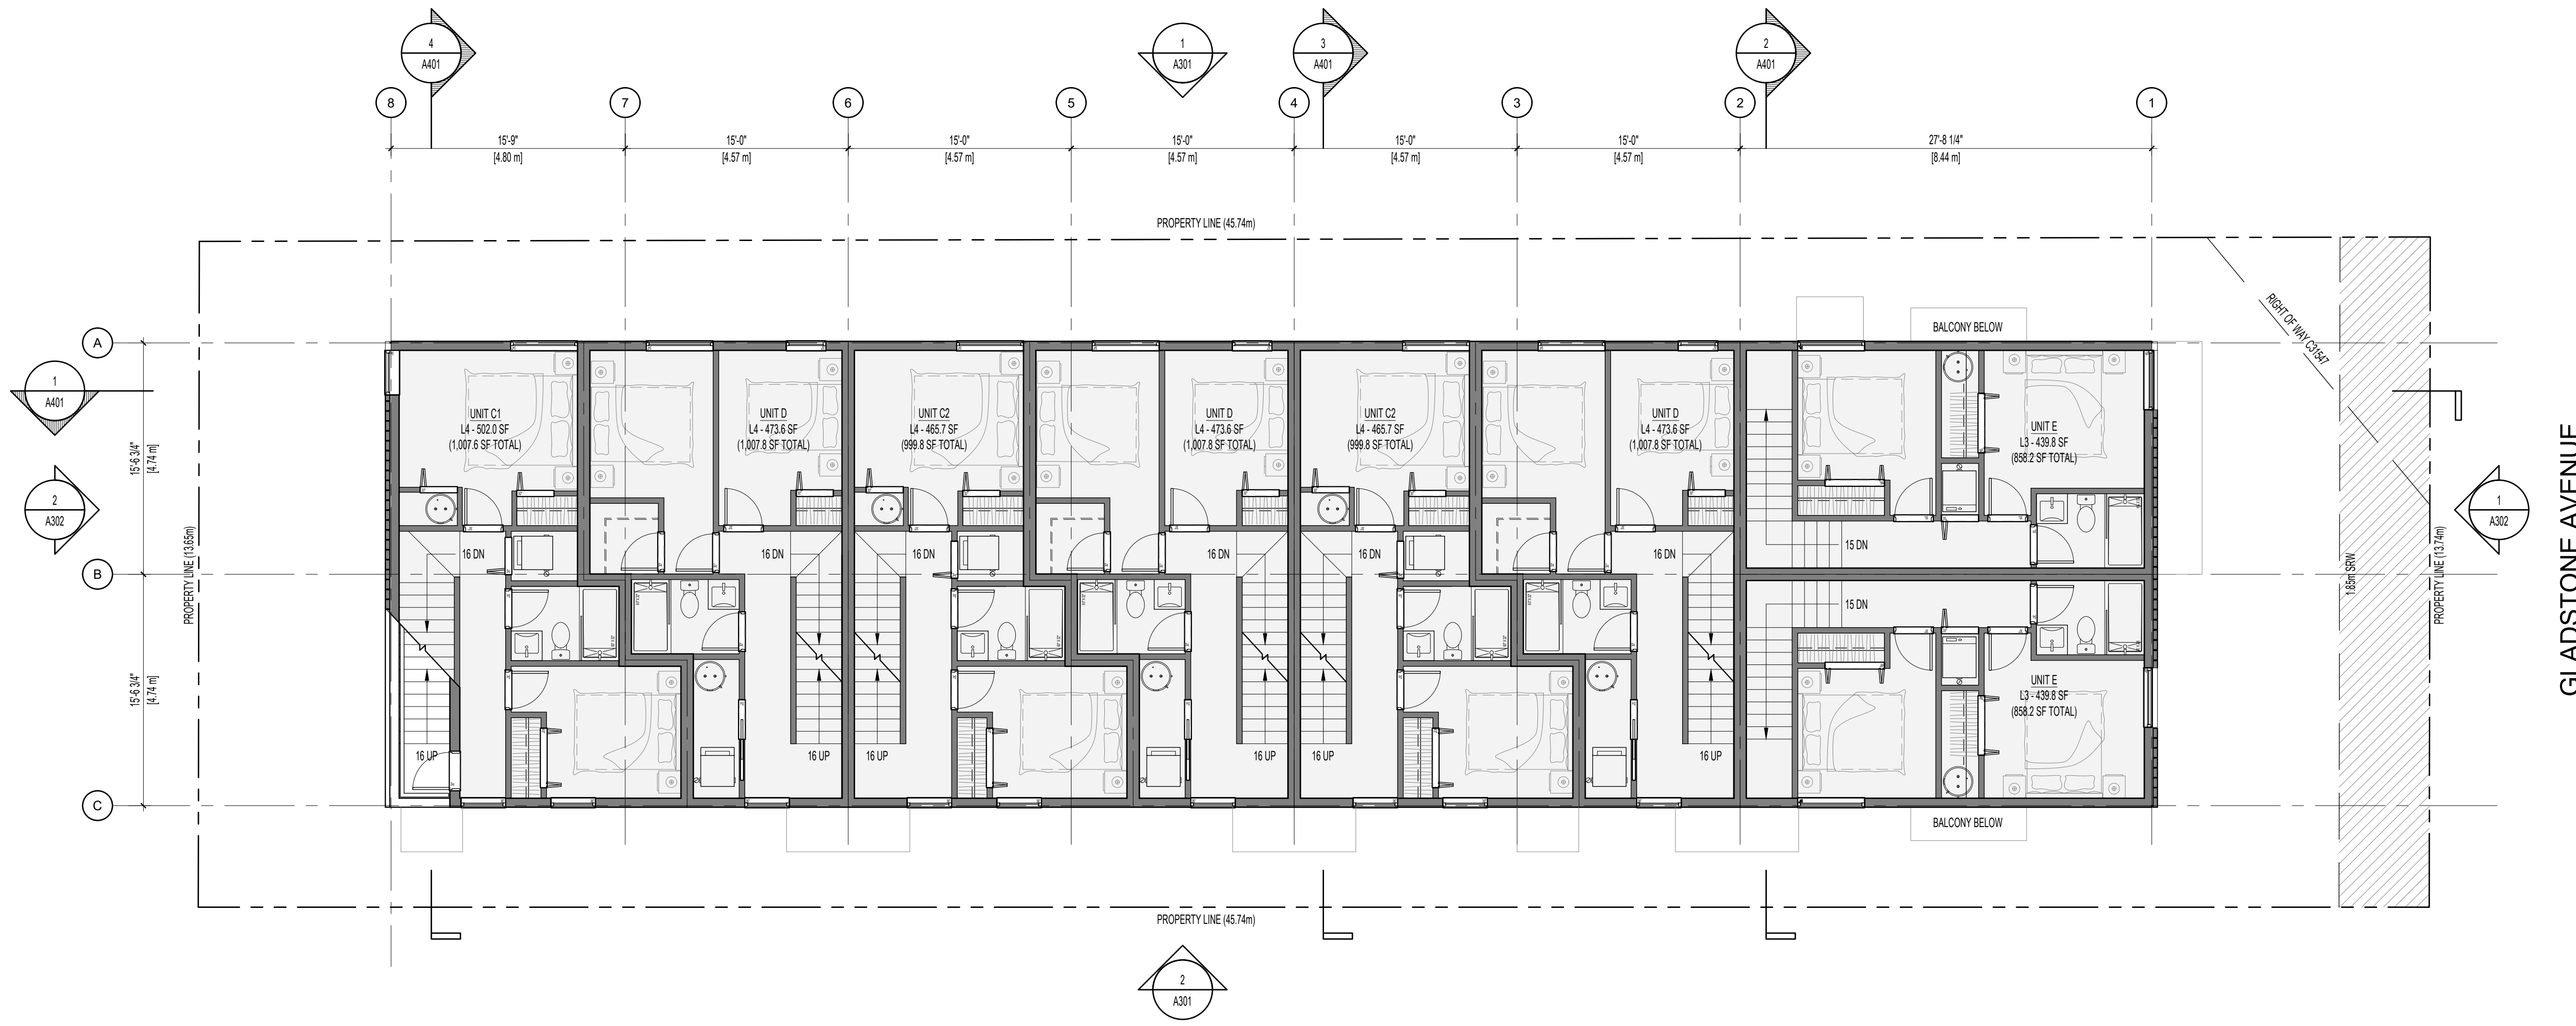 4
A401
1
A301
3
A401
2
A401
8
7
6
5
4
3
2
1
15'-9"
[4.80 m]
15'-0"
[4.57 m]
15'-0"
[4.57 m]
15'-0"
[4.57 m]
15'-0"
[4.57 m]
15'-0"
[4.57 m]
27'-8 1/4"
[8.44 m]
PROPERTY LINE (45.74m)
A
B
C
1
A401
2
A302
15'-6 3/4"
[4.74 m]
15'-6 3/4"
[4.74 m]
PROPERTY LINE (13.65m)
BALCONY BELOW
RIGHT OF WAY C31547
UNIT C1
L4 - 502.0 SF
(1,007.6 SF TOTAL)
UNIT D
L4 - 473.6 SF
(1,007.8 SF TOTAL)
UNIT C2
L4 - 465.7 SF
(999.8 SF TOTAL)
UNIT D
L4 - 473.6 SF
(1,007.8 SF TOTAL)
UNIT C2
L4 - 465.7 SF
(999.8 SF TOTAL)
UNIT D
L4 - 473.6 SF
(1,007.8 SF TOTAL)
UNIT E
L3 - 439.8 SF
(858.2 SF TOTAL)
16 DN
16 DN
16 DN
16 DN
16 DN
16 DN
15 DN
15 DN
UNIT E
L3 - 439.8 SF
(858.2 SF TOTAL)
16 UP
16 UP
16 UP
16 UP
16 UP
16 UP
BALCONY BELOW
1.85m SRW
PROPERTY LINE (13.74m)
1
A302
GLADSTONE AVENUE
PROPERTY LINE (45.74m)
2
A301